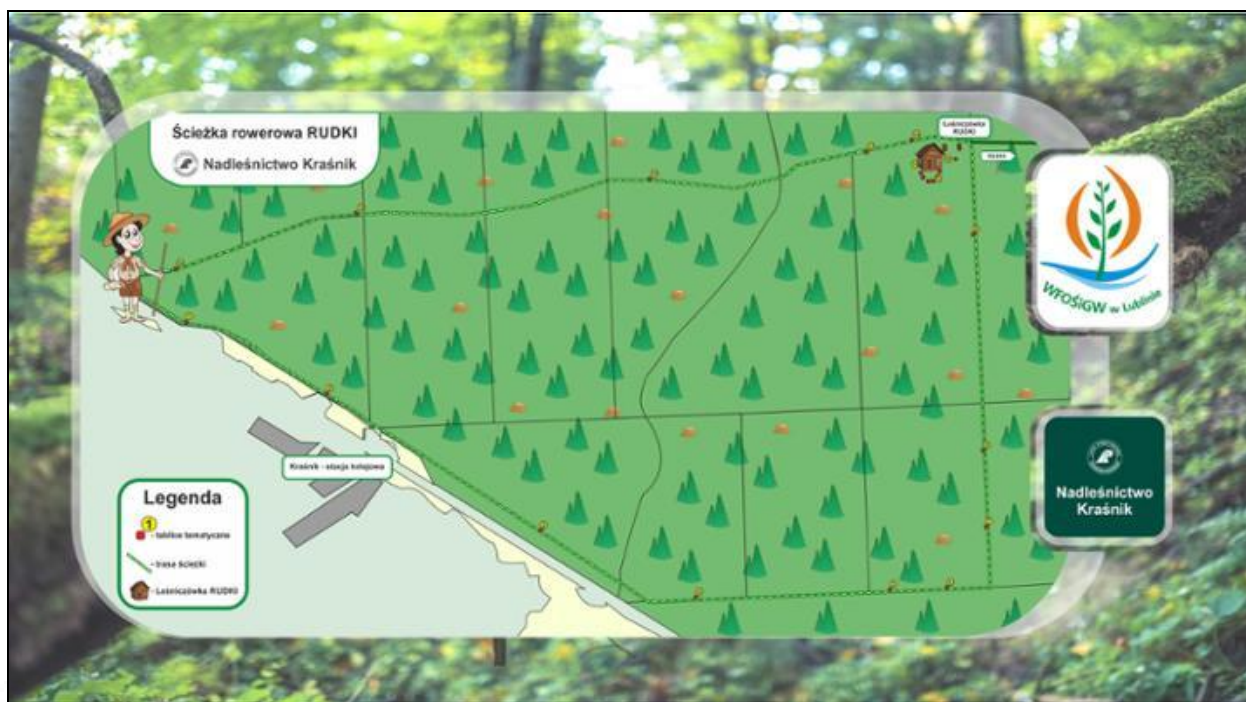 Ścieżka rowerowa RUDKI
Nadleśnictwo Kraśnik
Leśniczówka
RUDKI
WFOŚiGW w Lublinie
Kraśnik - stacja kolejowa
Nadleśnictwo
Kraśnik
Legenda
1
- tablice tematyczne
- trasa ścieżki
- Leśniczówka RUDKI